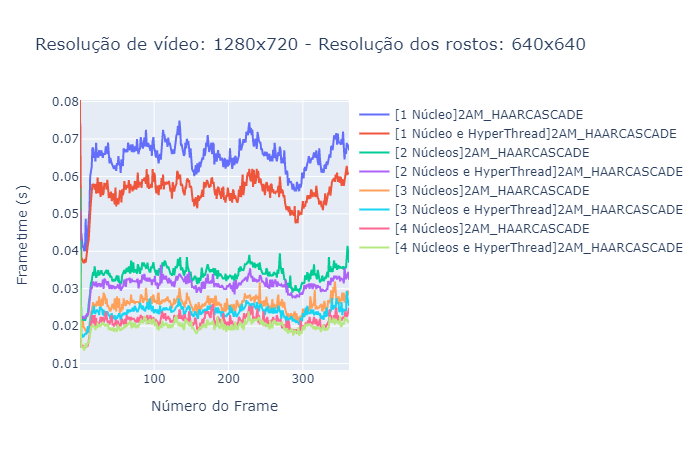 Resolução de vídeo: 1280x720 - Resolução dos rostos: 640x640
0.08
0.07
0.06
0.05
0.04
0.03
0.02
0.01
Frametime (s)
100
200
300
Número do Frame
[1 Núcleo]2AM_HAARCASCADE
[1 Núcleo e HyperThread]2AM_HAARCASCADE
[2 Núcleos]2AM_HAARCASCADE
[2 Núcleos e HyperThread]2AM_HAARCASCADE
[3 Núcleos]2AM_HAARCASCADE
[3 Núcleos e HyperThread]2AM_HAARCASCADE
[4 Núcleos]2AM_HAARCASCADE
[4 Núcleos e HyperThread]2AM_HAARCASCADE